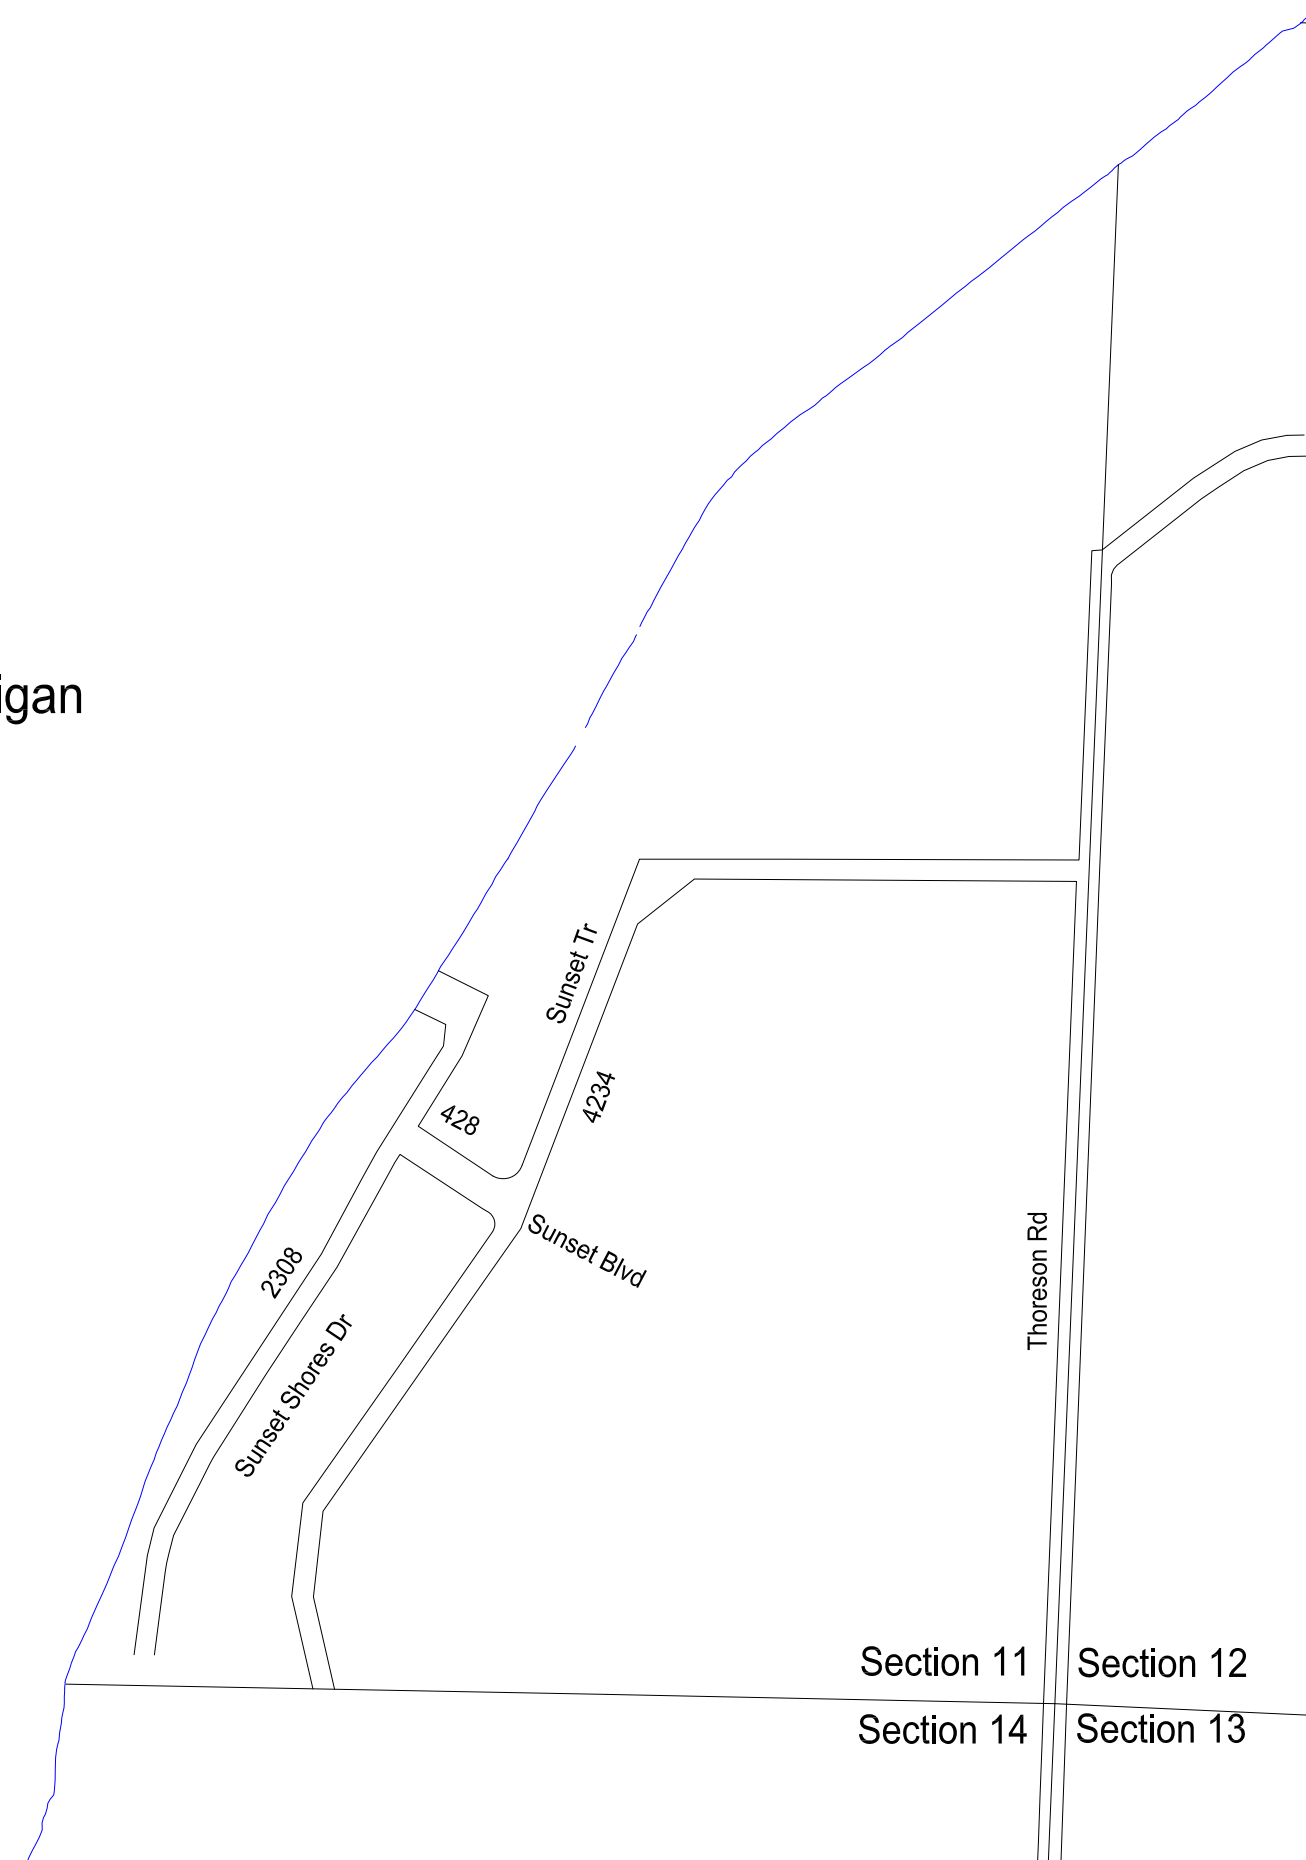 igan
Sunset Tr
4234
428
Sunset Blvd
2308
Sunset Shores Dr
Thoreson Rd
Section 11
Section 12
Section 14
Section 13